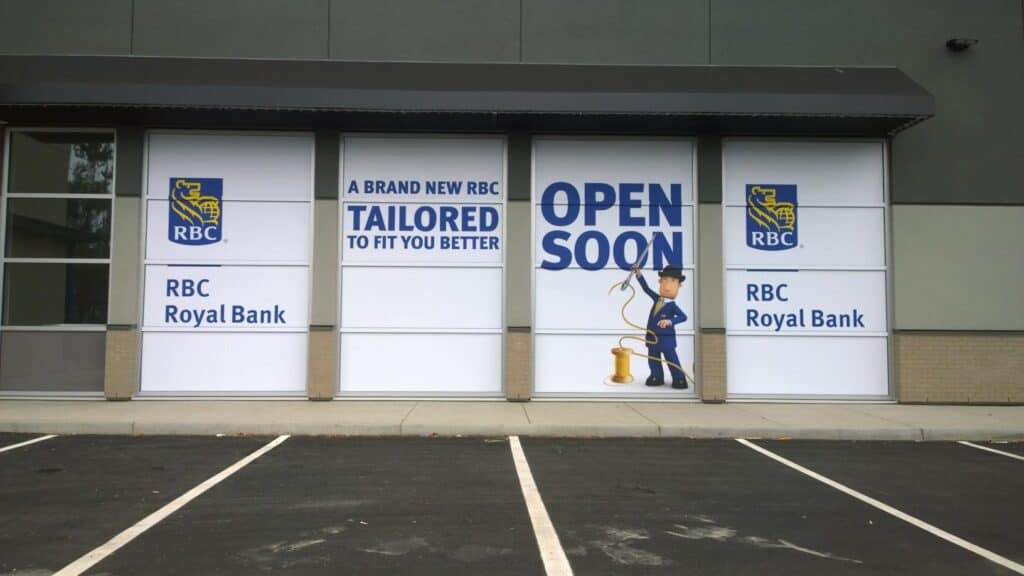 RBC
RBC
Royal Bank
A BRAND NEW RBC
TAILORED
TO FIT YOU BETTER
OPEN
SOON
RBC
RBC
Royal Bank